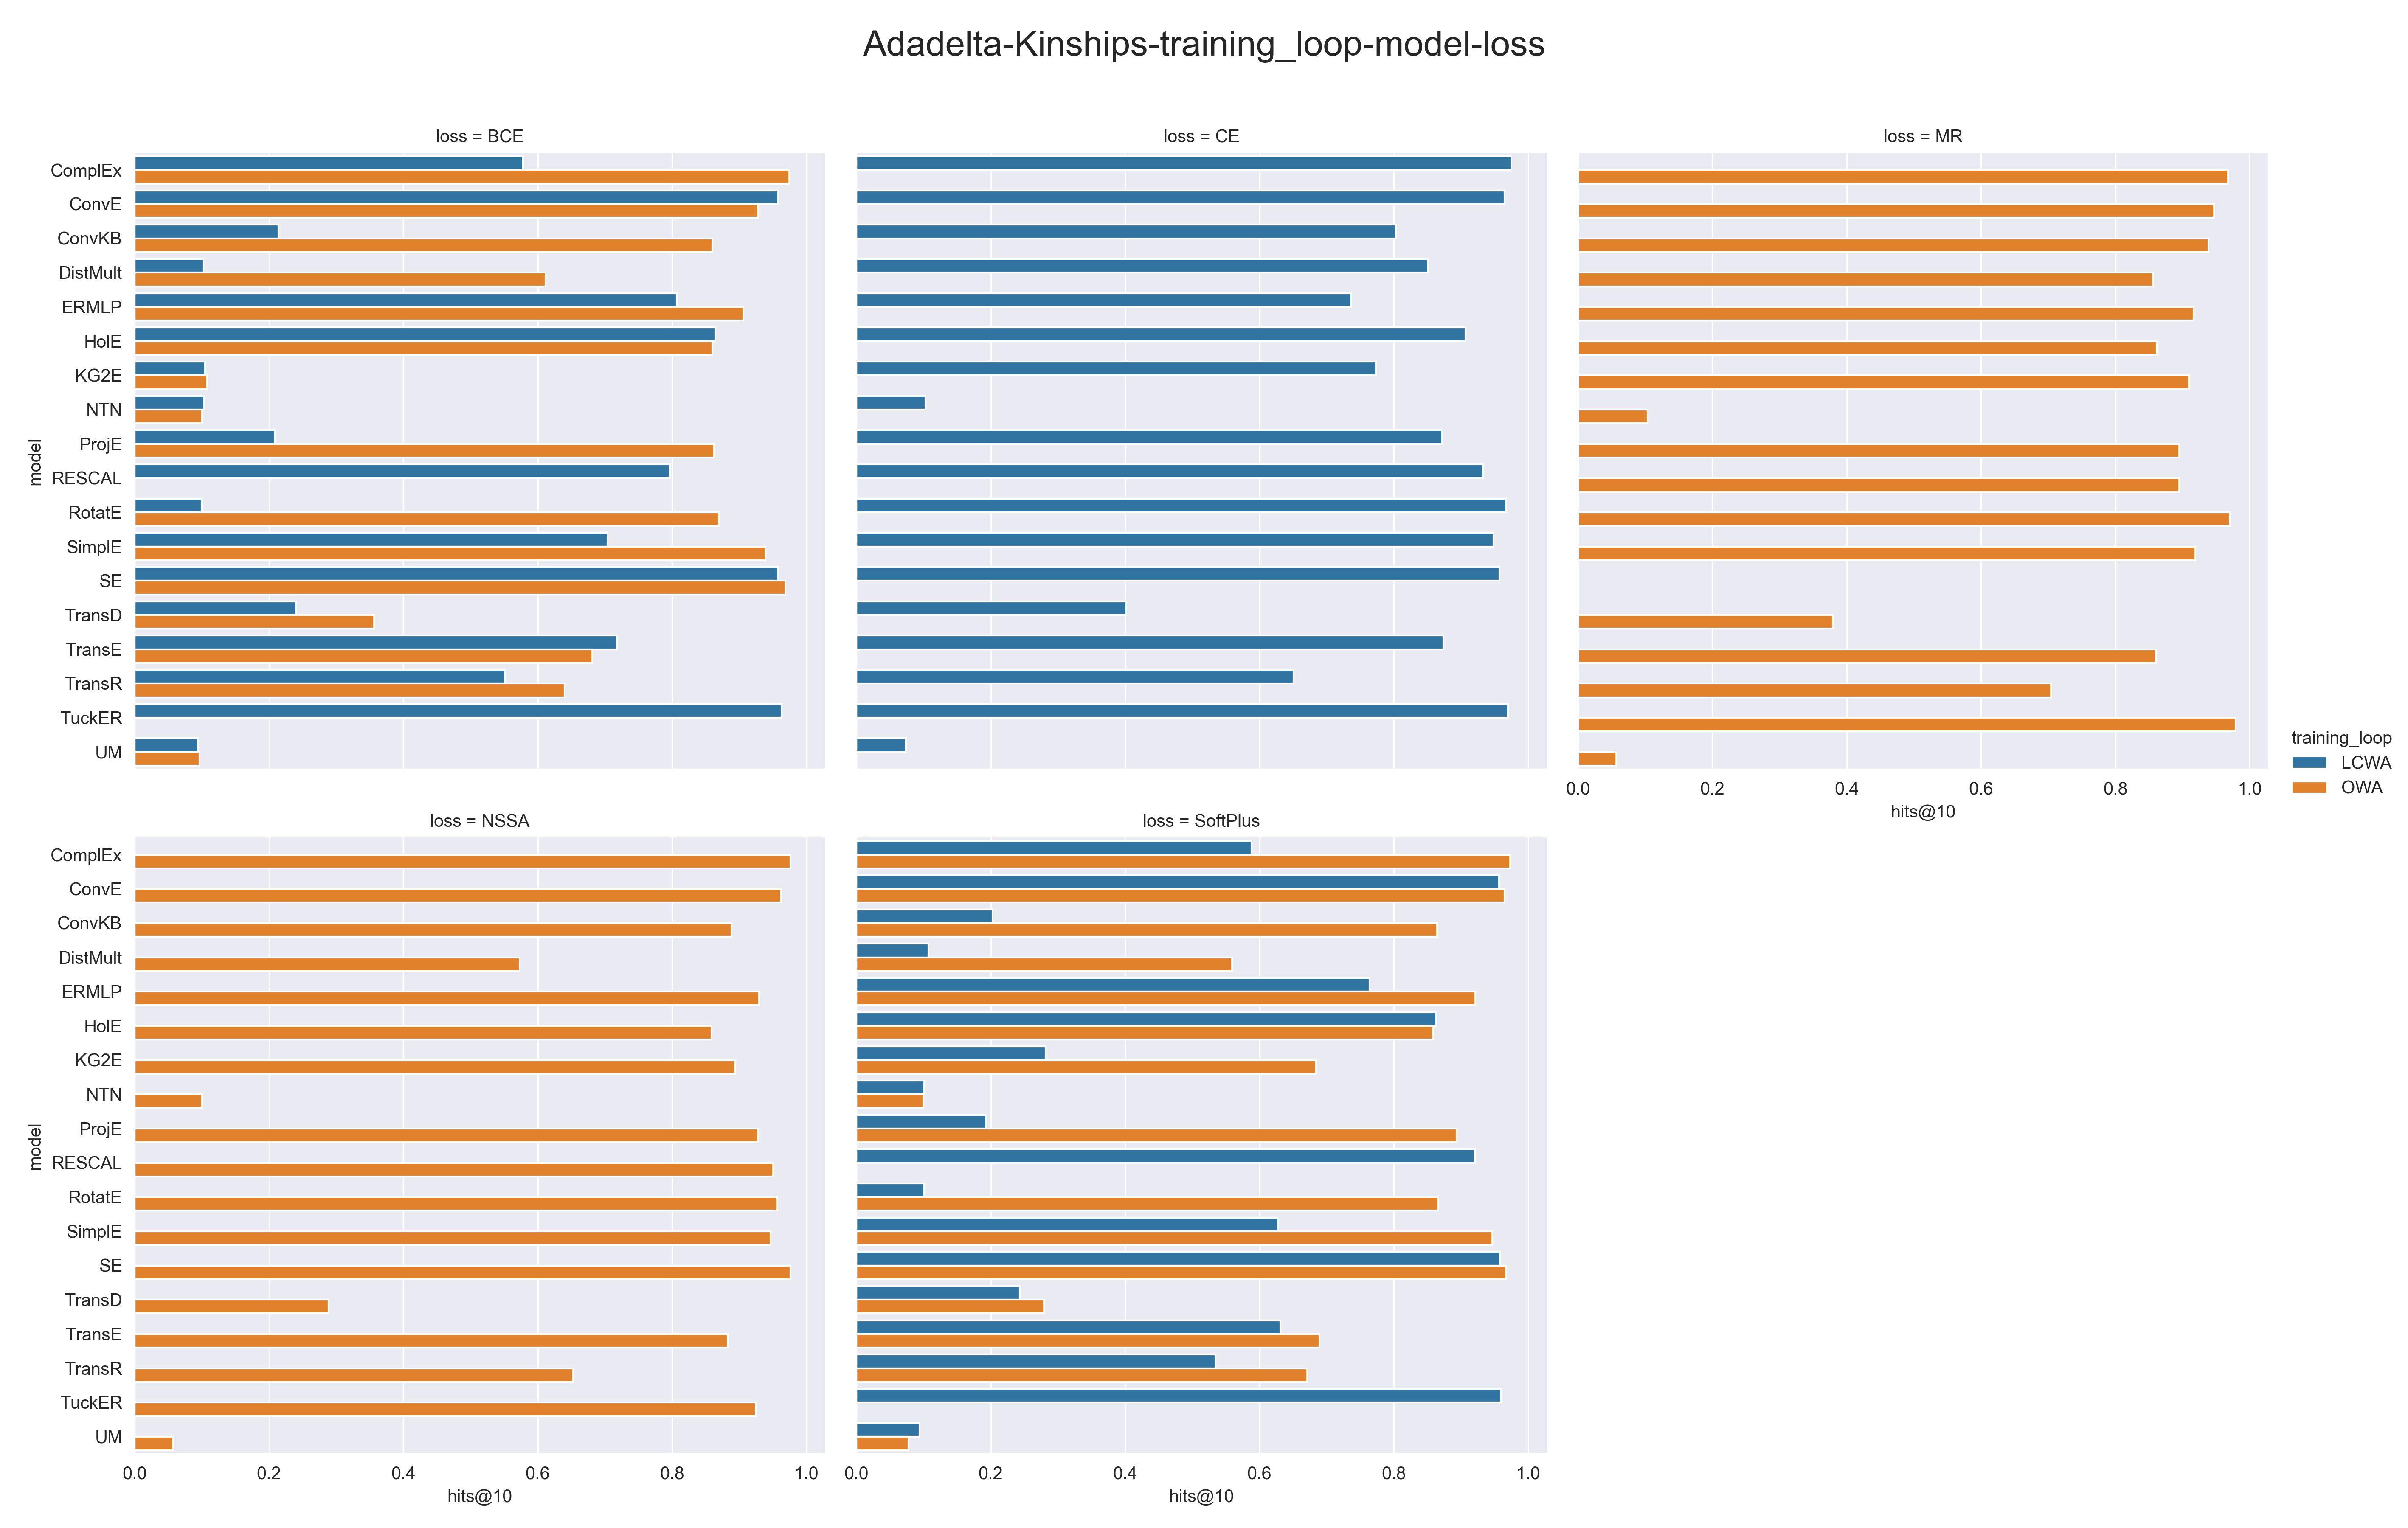 Adadelta-Kinships-training_loop-model-loss
loss = BCE
loss = CE
loss = MR
ComplEx
ConvE
ConvKB
DistMult
ERMLP
HolE
KG2E
NTN
ProjE
RESCAL
RotatE
SimplE
SE
TransD
TransE
TransR
TuckER
UM
model
0.0 0.2 0.4 0.6 0.8 1.0
hits@10
training_loop
LCWA
OWA
loss = NSSA
loss = SoftPlus
ComplEx
ConvE
ConvKB
DistMult
ERMLP
HolE
KG2E
NTN
ProjE
RESCAL
RotatE
SimplE
SE
TransD
TransE
TransR
TuckER
UM
model
0.0 0.2 0.4 0.6 0.8 1.0
hits@10
0.0 0.2 0.4 0.6 0.8 1.0
hits@10